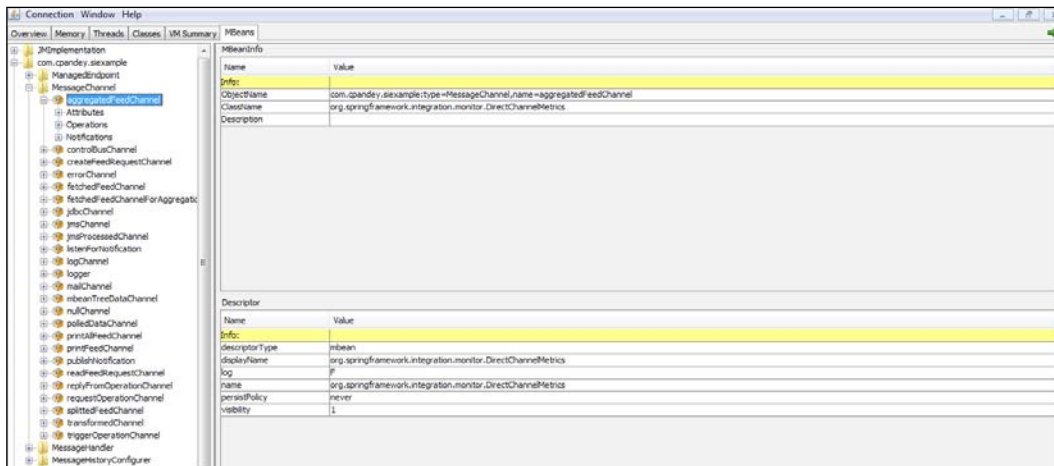 Connection Window Help
Overview Memory Threads Classes VM Summary MBeans
JMImplementation
com.cpandey.siexample
ManagedEndpoint
MessageChannel
aggregatedFeedChannel
Attributes
Operations
Notifications
controlBusChannel
createFeedRequestChannel
errorChannel
fetchedFeedChannel
fetchedFeedChannelForAggregatic
jdbcChannel
jmsChannel
jmsProcessedChannel
listenForNotification
logChannel
logger
mailChannel
mbeanTreeDataChannel
nullChannel
polledDataChannel
printAllFeedChannel
printFeedChannel
publishNotification
readFeedRequestChannel
replyFromOperationChannel
requestOperationChannel
splittedFeedChannel
transformedChannel
triggerOperationChannel
MessageHandler
MessageHistoryConfigurer
MBeanInfo
Name Value
Info:
ObjectName com.cpandey.siexample:type=MessageChannel,name=aggregatedFeedChannel
ClassName org.springframework.integration.monitor.DirectChannelMetrics
Description
Descriptor
Name Value
Info:
descriptorType mbean
displayName org.springframework.integration.monitor.DirectChannelMetrics
log F
name org.springframework.integration.monitor.DirectChannelMetrics
persistPolicy never
visibility 1